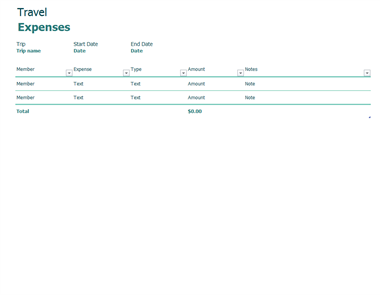 Travel
Expenses
Trip Start Date End Date
Trip name Date Date
Member Expense Type Amount Notes
Member Text Text Amount Note
Member Text Text Amount Note
Total $0.00